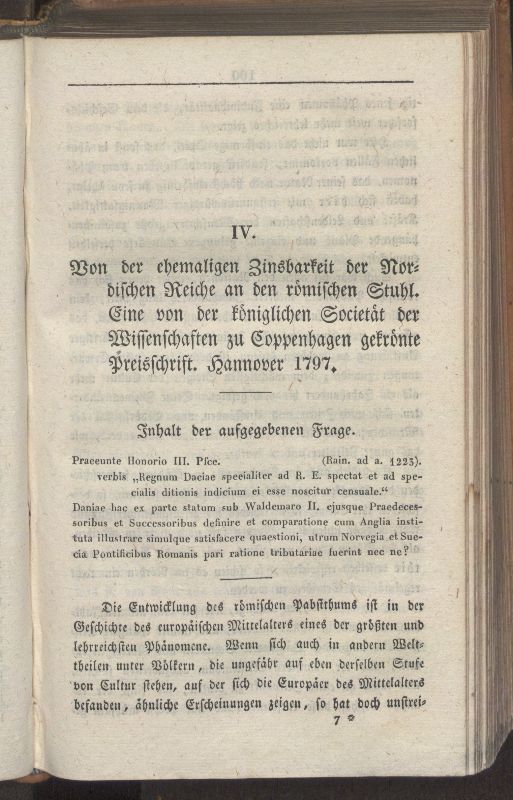 IV.
Von der ehemaligen Zinsbarkeit der Nor-
dischen Reiche an den römischen Stuhl.
Eine von der königlichen Societät der
Wissenschaften zu Coppenhagen gekrönte
Preisschrift. Hannover 1797.
Inhalt der aufgegebenen Frage.
Praeeunte Honorio III. Psce. (Rain. ad a. 1223).
verbis „Regnum Daciae specialiter ad R. E. spectat et ad spe-
cialis ditionis indicium ei esse noscitur censuale.“
Daniae hac ex parte statum sub Waldemaro II. ejusque Praedeces-
soribus et Successoribus definire et comparatione cum Anglia insti-
tuta illustrare simulque satisfacere quaestioni, utrum Norvegia et Sue-
cia Pontificibus Romanis pari ratione tributariae fuerint nec ne?
Die Entwicklung des römischen Pabstthums ist in der
Geschichte des europäischen Mittelalters eines der größten und
lehrreichsten Phänomene. Wenn sich auch in andern Welt-
theilen unter Völkern, die ungefähr auf eben derselben Stufe
von Cultur stehen, auf der sich die Europäer des Mittelalters
befanden, ähnliche Erscheinungen zeigen, so hat doch unstrei-
7 *